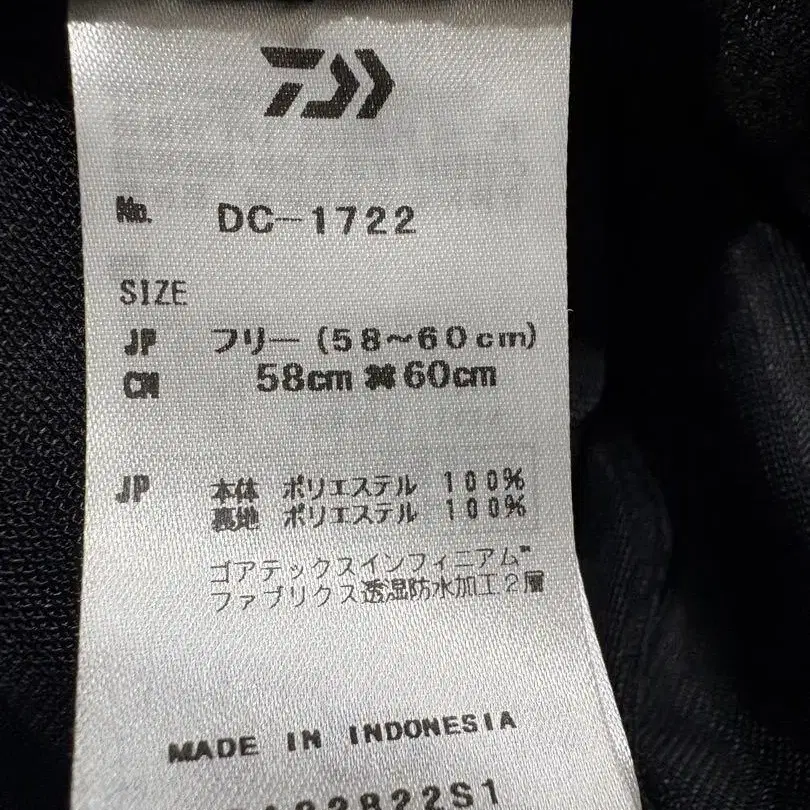 No. DC-1722
SIZE
JP フリー (58~60cm)
CN 58cm 60cm
JP 本体 ポリエステル 100%
裏地 ポリエステル 100%
ゴアテックスインフィニアム™
ファブリクス透湿防水加工2層
MADE IN INDONESIA